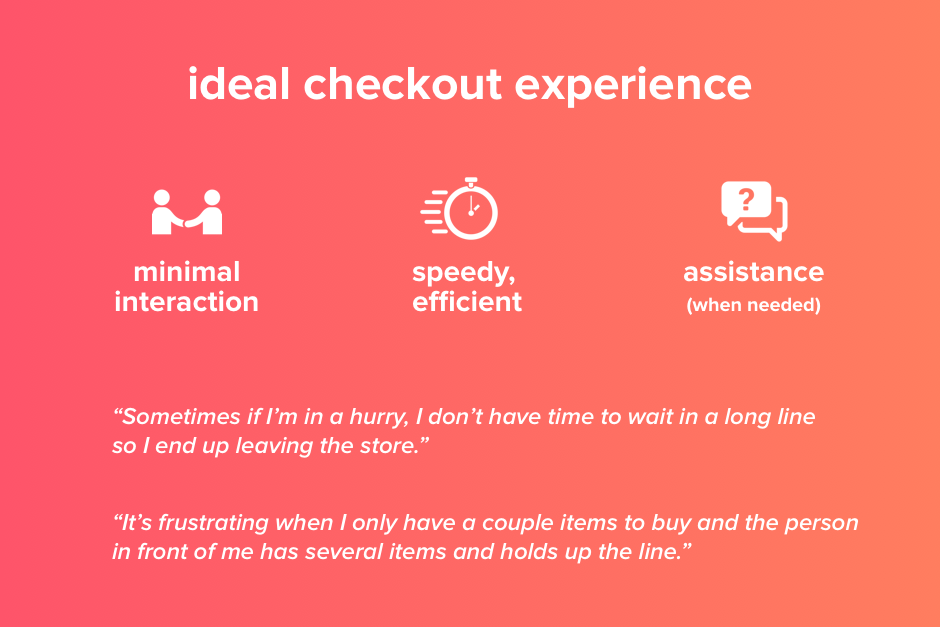 ideal checkout experience
?
minimal
interaction
speedy,
efficient
assistance
(when needed)
“Sometimes if I’m in a hurry, I don’t have time to wait in a long line
so I end up leaving the store.”
“It’s frustrating when I only have a couple items to buy and the person
in front of me has several items and holds up the line.”